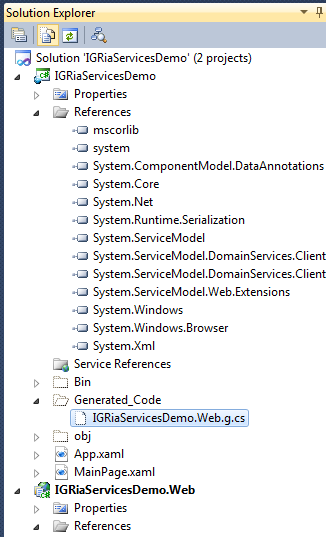 Solution Explorer
Solution 'IGRiaServicesDemo' (2 projects)
IGRiaServicesDemo
Properties
References
mscorlib
system
System.ComponentModel.DataAnnotations
System.Core
System.Net
System.Runtime.Serialization
System.ServiceModel
System.ServiceModel.DomainServices.Client
System.ServiceModel.DomainServices.Client
System.ServiceModel.Web.Extensions
System.Windows
System.Windows.Browser
System.Xml
Service References
Bin
Generated_Code
IGRiaServicesDemo.Web.g.cs
obj
App.xaml
MainPage.xaml
IGRiaServicesDemo.Web
Properties
References